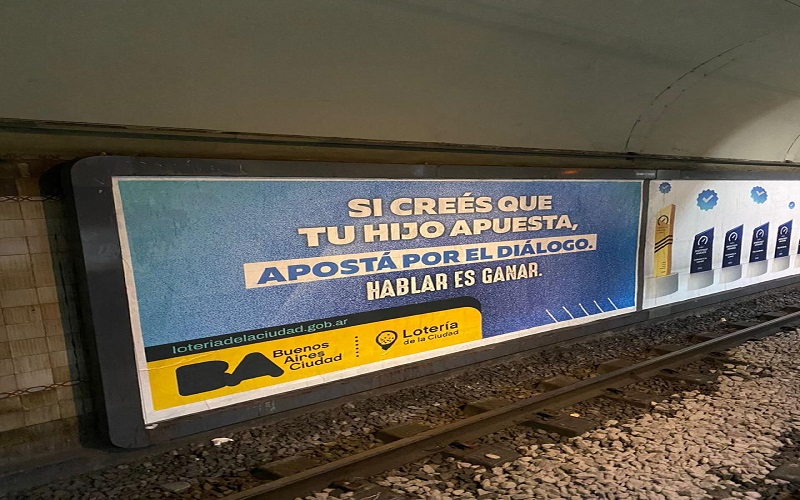 SI CREÉS QUE
TU HIJO APUESTA,
APOSTÁ POR EL DIÁLOGO.
HABLAR ES GANAR.
loteriadelaciudad.gob.ar
BA
Buenos
Aires
Ciudad
Lotería
de la Ciudad